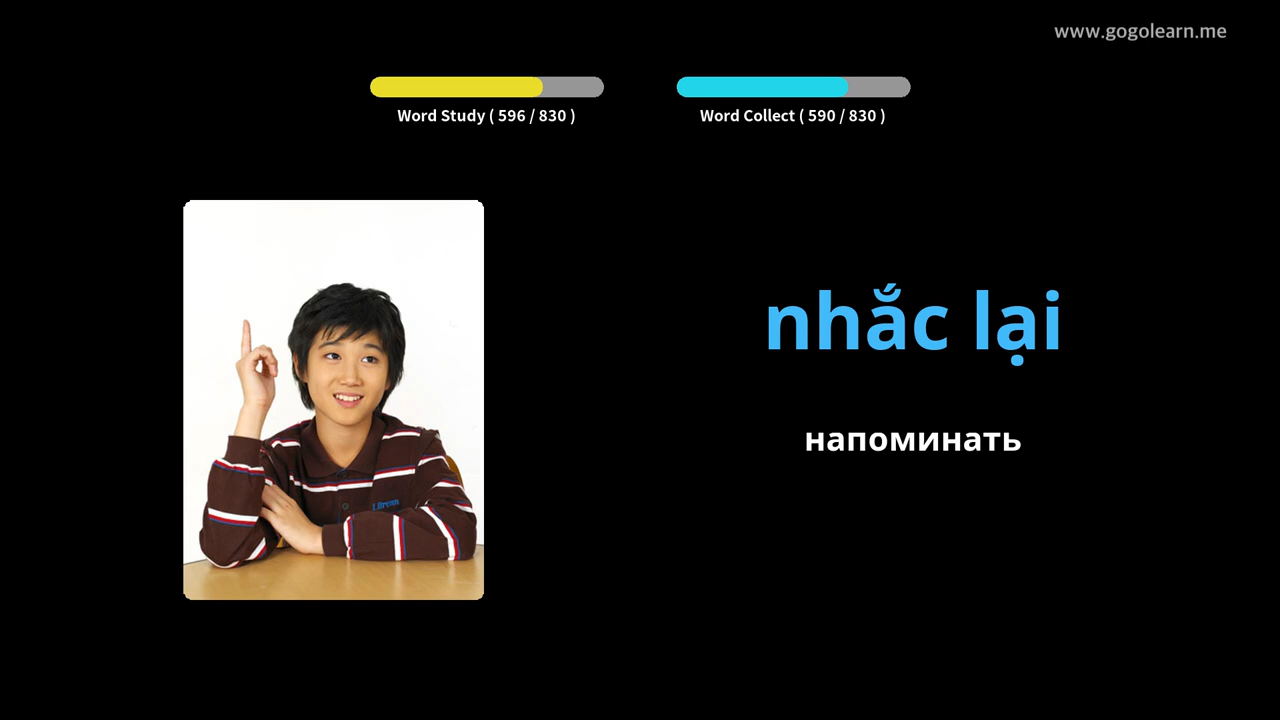 www.gogolearn.me
Word Study ( 596 / 830 )
Word Collect ( 590 / 830 )
nhắc lại
напоминать